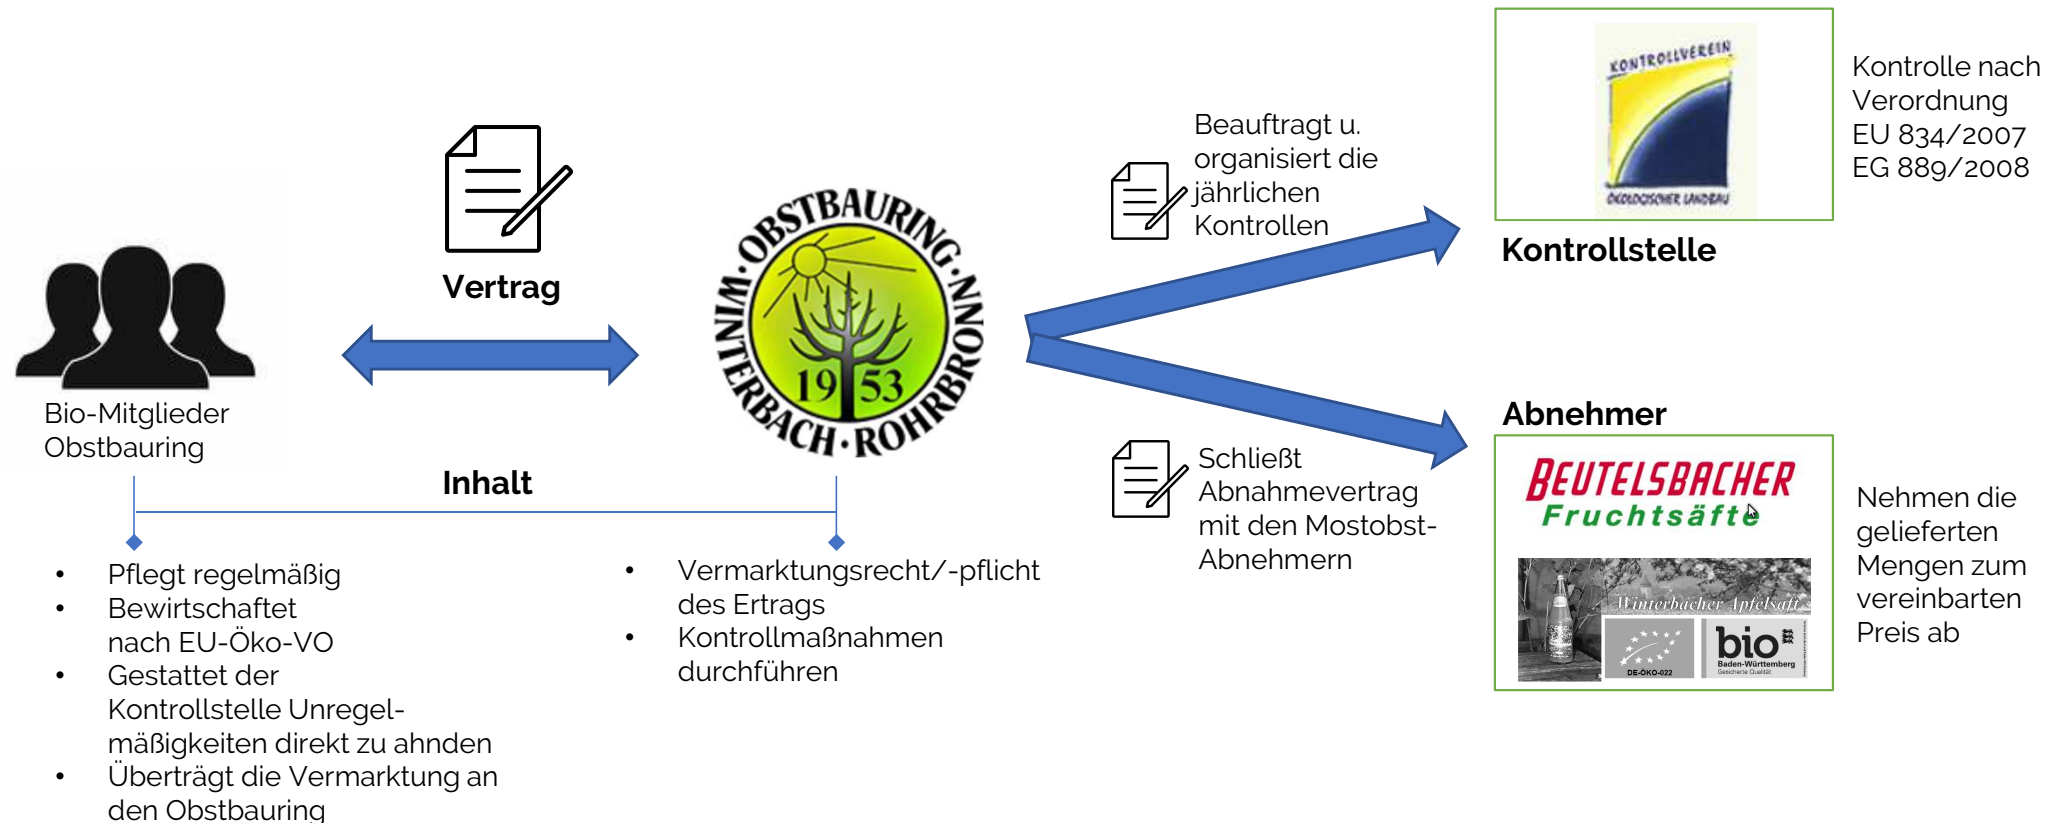 Bio-Mitglieder
Obstbauring
Vertrag
Inhalt
• Pflegt regelmäßig
• Bewirtschaftet
nach EU-Öko-VO
• Gestattet der
Kontrollstelle Unregel-
mäßigkeiten direkt zu ahnden
• Überträgt die Vermarktung an
den Obstbauring
WINTERBACH · OBSTBAURING · ROHRBRONN
19 53
• Vermarktungsrecht/-pflicht
des Ertrags
• Kontrollmaßnahmen
durchführen
Beauftragt u.
organisiert die
jährlichen
Kontrollen
Schließt
Abnahmevertrag
mit den Mostobst-
Abnehmern
KONTROLLVEREIN
ÖKOLOGISCHER LANDBAU
Kontrollstelle
Kontrolle nach
Verordnung
EU 834/2007
EG 889/2008
Abnehmer
BEUTELSBACHER
Fruchtsäfte
Winterbacher Apfelsaft
DE-ÖKO-022
bio
Baden-Württemberg
Gesicherte Qualität
Nehmen die
gelieferten
Mengen zum
vereinbarten
Preis ab